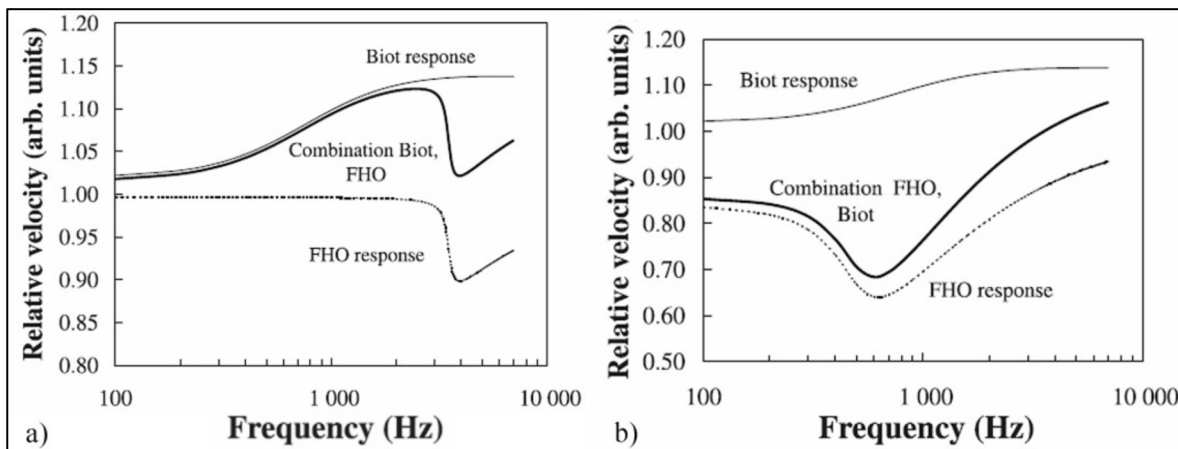 Relative velocity (arb. units)
1.20
1.15
1.10
1.05
1.00
0.95
0.90
0.85
0.80
Biot response
Combination Biot,
FHO
FHO response
100
1 000
10 000
a)
Frequency (Hz)
Relative velocity (arb. units)
1.20
1.10
1.00
0.90
0.80
0.70
0.60
0.50
Biot response
Combination FHO,
Biot
FHO response
100
1 000
10 000
b)
Frequency (Hz)